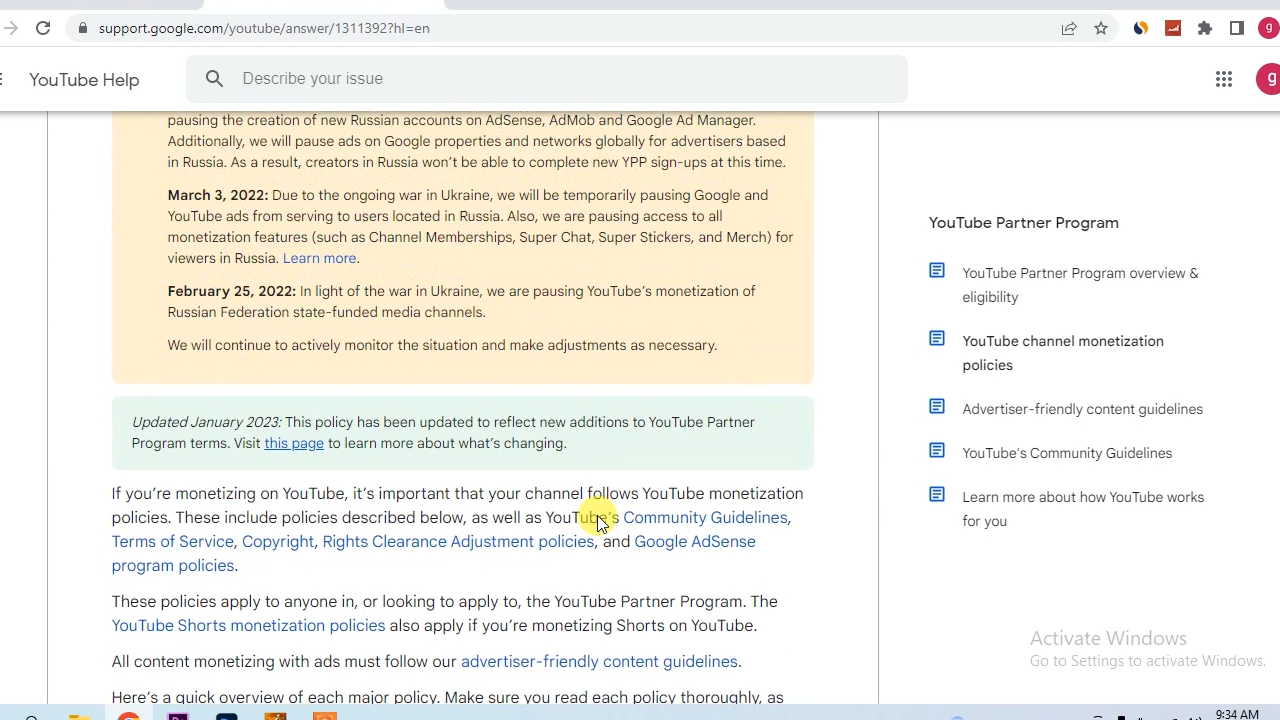 support.google.com/youtube/answer/1311392?hl=en
g
YouTube Help
Describe your issue
g
pausing the creation of new Russian accounts on AdSense, AdMob and Google Ad Manager.
Additionally, we will pause ads on Google properties and networks globally for advertisers based
in Russia. As a result, creators in Russia won’t be able to complete new YPP sign-ups at this time.
March 3, 2022: Due to the ongoing war in Ukraine, we will be temporarily pausing Google and
YouTube ads from serving to users located in Russia. Also, we are pausing access to all
monetization features (such as Channel Memberships, Super Chat, Super Stickers, and Merch) for
viewers in Russia. Learn more.
February 25, 2022: In light of the war in Ukraine, we are pausing YouTube’s monetization of
Russian Federation state-funded media channels.
We will continue to actively monitor the situation and make adjustments as necessary.
Updated January 2023: This policy has been updated to reflect new additions to YouTube Partner
Program terms. Visit this page to learn more about what’s changing.
If you’re monetizing on YouTube, it’s important that your channel follows YouTube monetization
policies. These include policies described below, as well as YouTube’s Community Guidelines,
Terms of Service, Copyright, Rights Clearance Adjustment policies, and Google AdSense
program policies.
These policies apply to anyone in, or looking to apply to, the YouTube Partner Program. The
YouTube Shorts monetization policies also apply if you’re monetizing Shorts on YouTube.
All content monetizing with ads must follow our advertiser-friendly content guidelines.
Here’s a quick overview of each major policy. Make sure you read each policy thoroughly, as
YouTube Partner Program
YouTube Partner Program overview &
eligibility
YouTube channel monetization
policies
Advertiser-friendly content guidelines
YouTube's Community Guidelines
Learn more about how YouTube works
for you
Activate Windows
Go to Settings to activate Windows.
9:34 AM